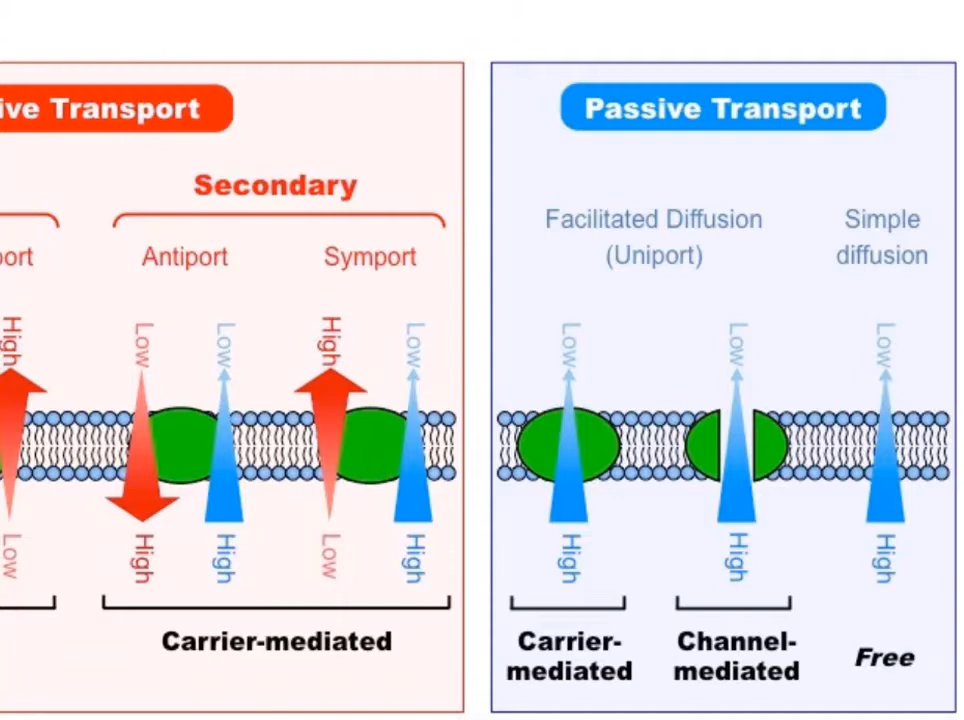 ive Transport
Passive Transport
Secondary
Facilitated Diffusion
(Uniport)
Simple
diffusion
ort
Antiport
Symport
High
Low
Low
High
Low
Low
Low
Low
Low
High
High
Low
High
High
High
High
Carrier-mediated
Carrier-
mediated
Channel-
mediated
Free